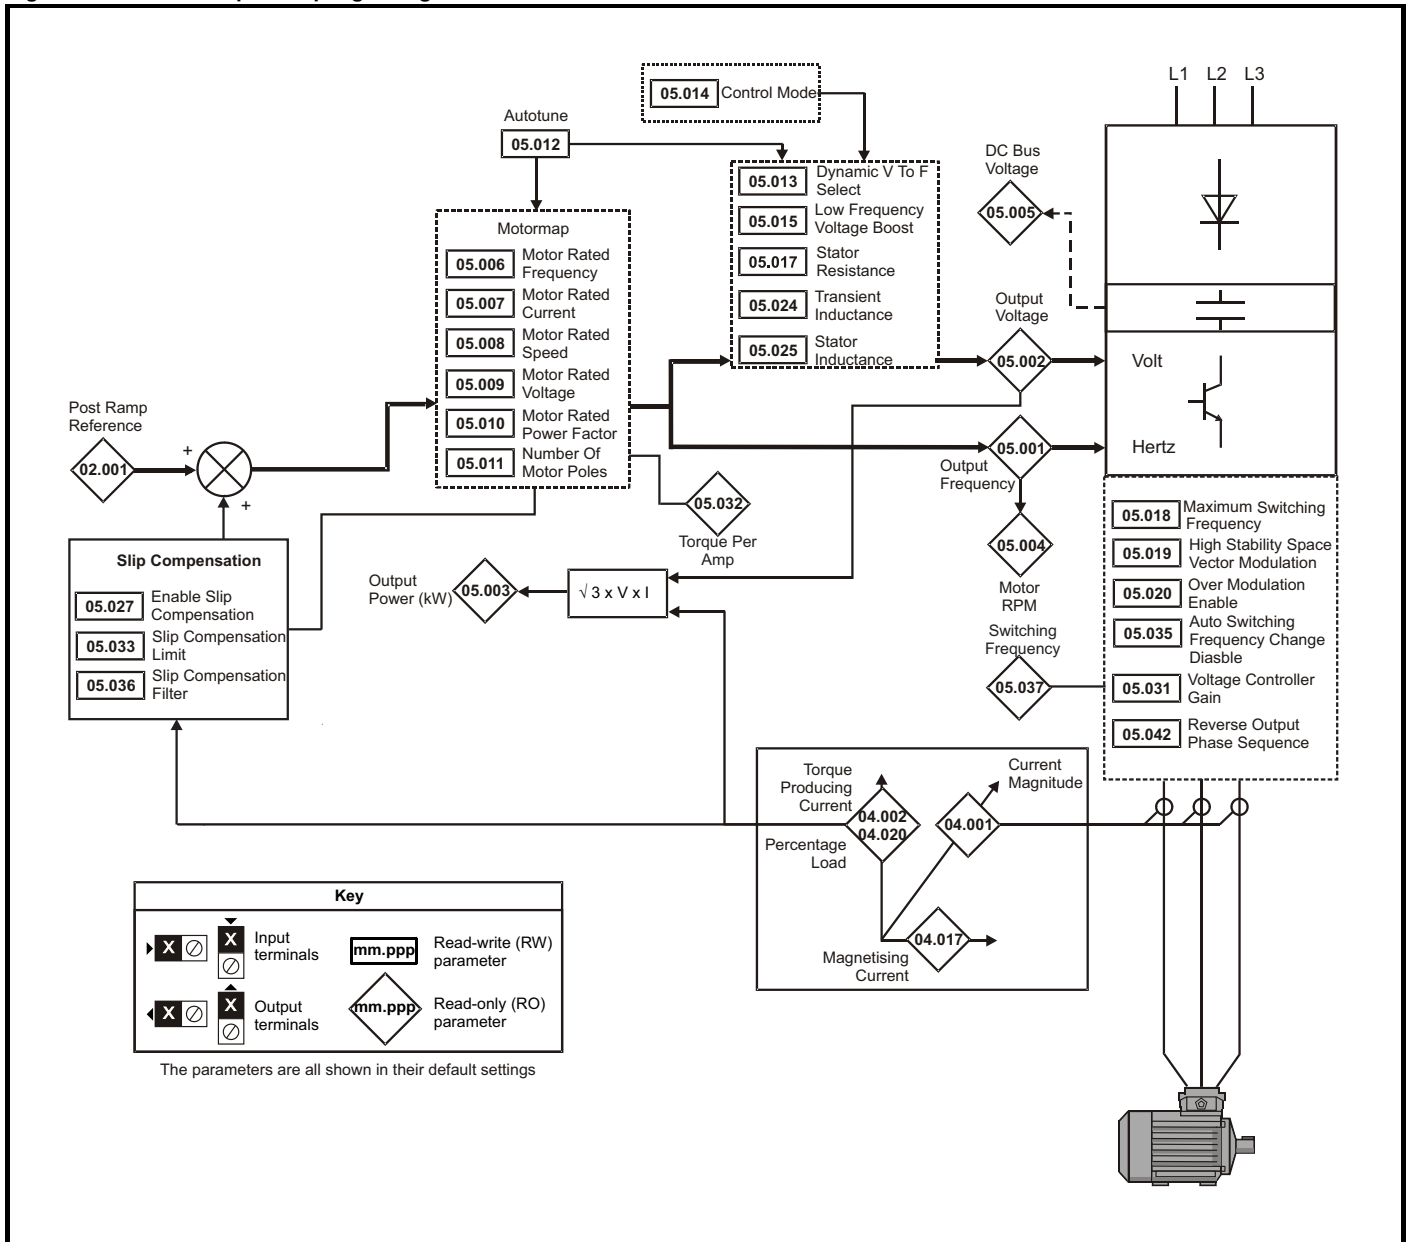 L1 L2 L3
05.014 Control Mode
Autotune
05.012
DC Bus
Voltage
05.005
05.013 Dynamic V To F
Select
05.015 Low Frequency
Voltage Boost
05.017 Stator
Resistance
05.024 Transient
Inductance
05.025 Stator
Inductance
Motormap
05.006 Motor Rated
Frequency
05.007 Motor Rated
Current
05.008 Motor Rated
Speed
05.009 Motor Rated
Voltage
05.010 Motor Rated
Power Factor
05.011 Number Of
Motor Poles
Output
Voltage
05.002
Volt
Hertz
Post Ramp
Reference
02.001
+
+
05.001
Output
Frequency
05.032
Torque Per
Amp
05.004
Motor
RPM
Slip Compensation
05.027 Enable Slip
Compensation
05.033 Slip Compensation
Limit
05.036 Slip Compensation
Filter
Output
Power (kW)
05.003
√ 3 x V x I
Switching
Frequency
05.037
05.018 Maximum Switching
Frequency
05.019 High Stability Space
Vector Modulation
05.020 Over Modulation
Enable
05.035 Auto Switching
Frequency Change
Diasble
05.031 Voltage Controller
Gain
05.042 Reverse Output
Phase Sequence
Torque
Producing
Current
04.002
04.020
Percentage
Load
Current
Magnitude
04.001
04.017
Magnetising
Current
Key
X X Input
terminals
mm.ppp Read-write (RW)
parameter
X X Output
terminals
mm.ppp Read-only (RO)
parameter
The parameters are all shown in their default settings